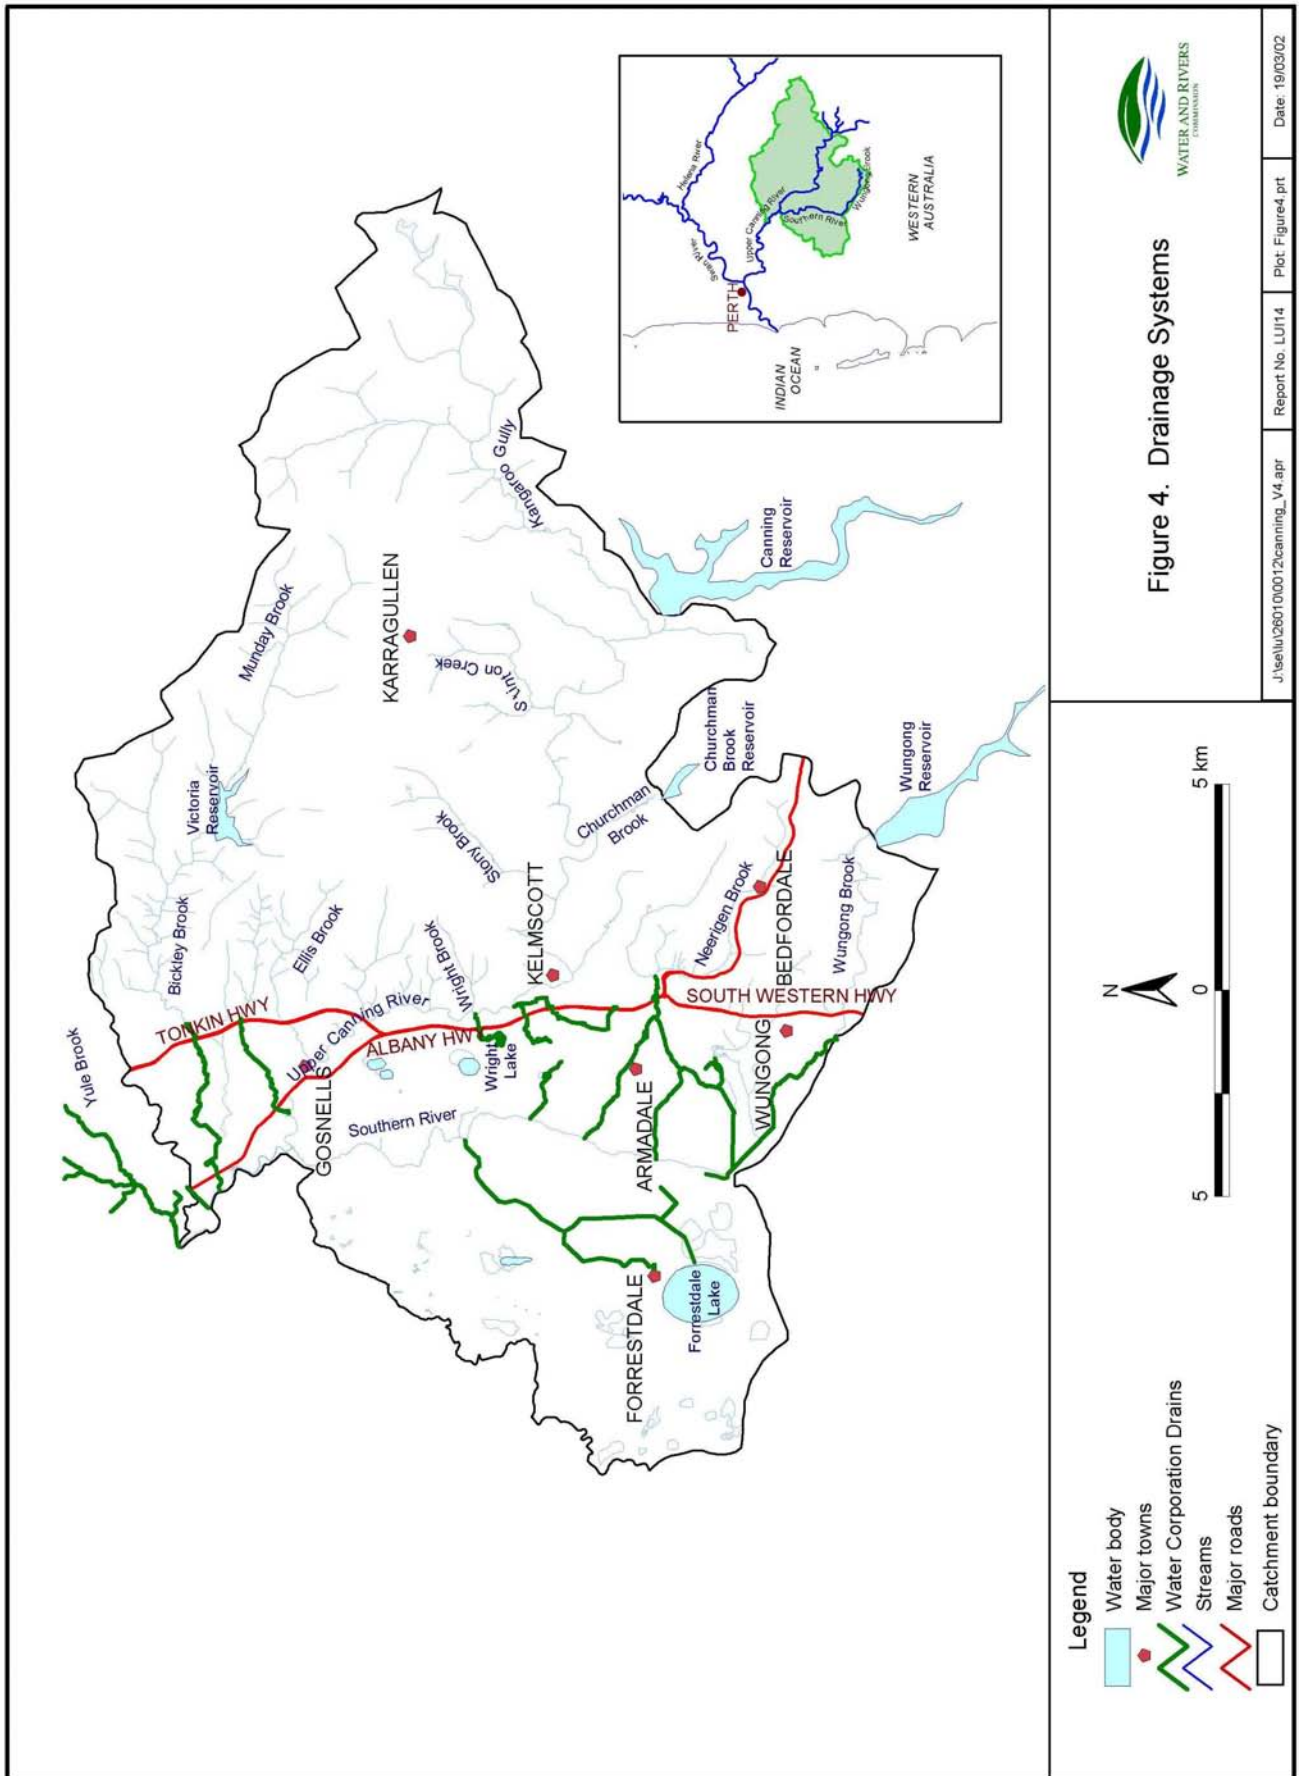 Yule Brook
TONKIN HWY
Bickley Brook
Victoria
Reservoir
Munday Brook
Ellis Brook
Upper Canning River
GOSNELLS
Southern River
ALBANY HW
Wright Brook
Wright
Lake
Stony Brook
KARRAGULLEN
Stinton Creek
Kangaroo Gully
KELMSCOTT
Churchman
Brook
Churchman
Brook
Reservoir
Canning
Reservoir
FORRESTDALE
Forrestdale
Lake
ARMADALE
Neerigen Brook
SOUTH WESTERN HWY
BEDFORDALE
WUNGONG
Wungong Brook
Wungong
Reservoir
Helena River
Swan River
PERTH
Upper Canning River
Southern River
Wungong Brook
INDIAN
OCEAN
WESTERN
AUSTRALIA
Legend
Water body
Major towns
Water Corporation Drains
Streams
Major roads
Catchment boundary
N
5 0 5 km
Figure 4. Drainage Systems
WATER AND RIVERS
COMMISSION
J:\se\lu\26010\0012\canning_V4.apr
Report No. LUI14
Plot: Figure4.prt
Date: 19/03/02